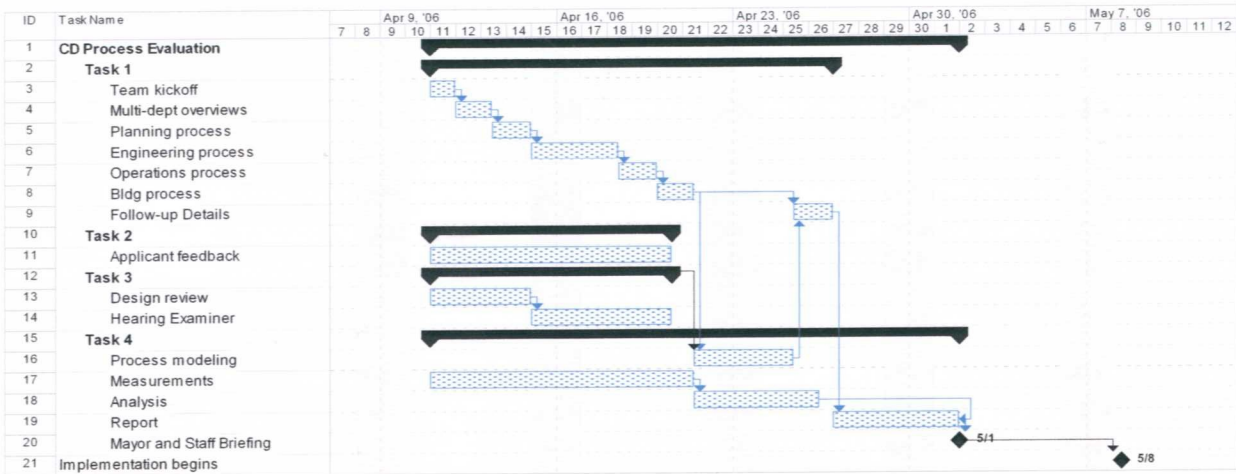 ID Task Name Apr 9, '06 Apr 16, '06 Apr 23, '06 Apr 30, '06 May 7, '06
7 8 9 10 11 12 13 14 15 16 17 18 19 20 21 22 23 24 25 26 27 28 29 30 1 2 3 4 5 6 7 8 9 10 11 12
1 CD Process Evaluation
2 Task 1
3 Team kickoff
4 Multi-dept overviews
5 Planning process
6 Engineering process
7 Operations process
8 Bldg process
9 Follow-up Details
10 Task 2
11 Applicant feedback
12 Task 3
13 Design review
14 Hearing Examiner
15 Task 4
16 Process modeling
17 Measurements
18 Analysis
19 Report
20 Mayor and Staff Briefing 5/1
21 Implementation begins 5/8